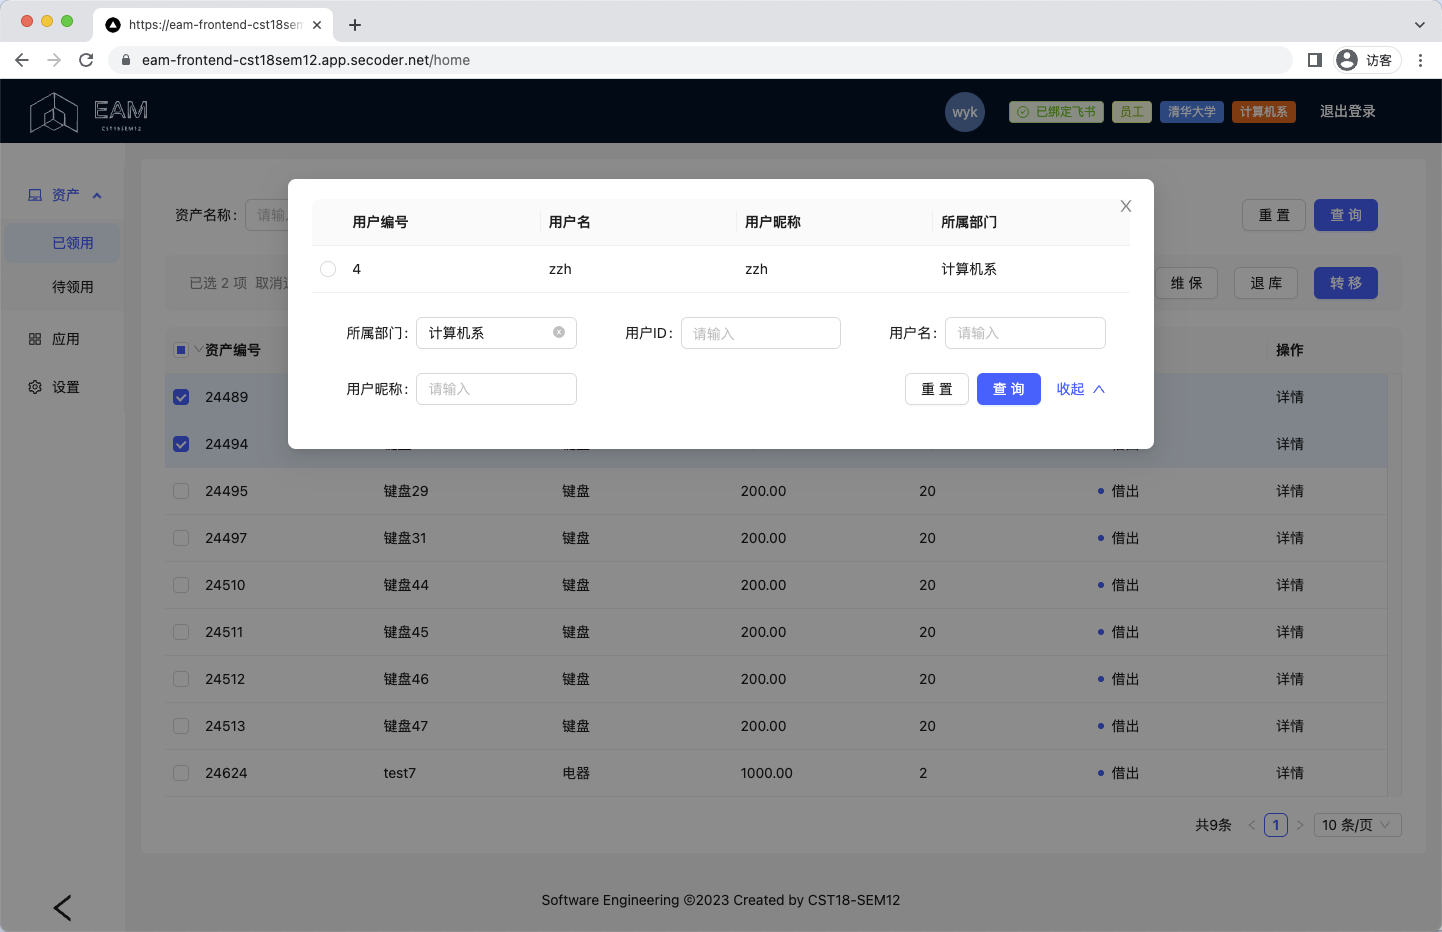 https://eam-frontend-cst18sem
eam-frontend-cst18sem12.app.secoder.net/home
访客
EAM
CST18SEM12
wyk
已绑定飞书
员工
清华大学
计算机系
退出登录
资产
已领用
待领用
应用
设置
资产名称:
请输
重 置
查 询
已选 2 项 取消
维 保
退 库
转 移
资产编号
操作
24489
详情
24494
详情
用户编号 用户名 用户昵称 所属部门
X
4 zzh zzh 计算机系
所属部门: 计算机系 用户ID: 请输入 用户名: 请输入
用户昵称: 请输入 重 置 查 询 收起
24495 键盘29 键盘 200.00 20 借出 详情
24497 键盘31 键盘 200.00 20 借出 详情
24510 键盘44 键盘 200.00 20 借出 详情
24511 键盘45 键盘 200.00 20 借出 详情
24512 键盘46 键盘 200.00 20 借出 详情
24513 键盘47 键盘 200.00 20 借出 详情
24624 test7 电器 1000.00 2 借出 详情
共9条 < 1 > 10 条/页
Software Engineering ©2023 Created by CST18-SEM12